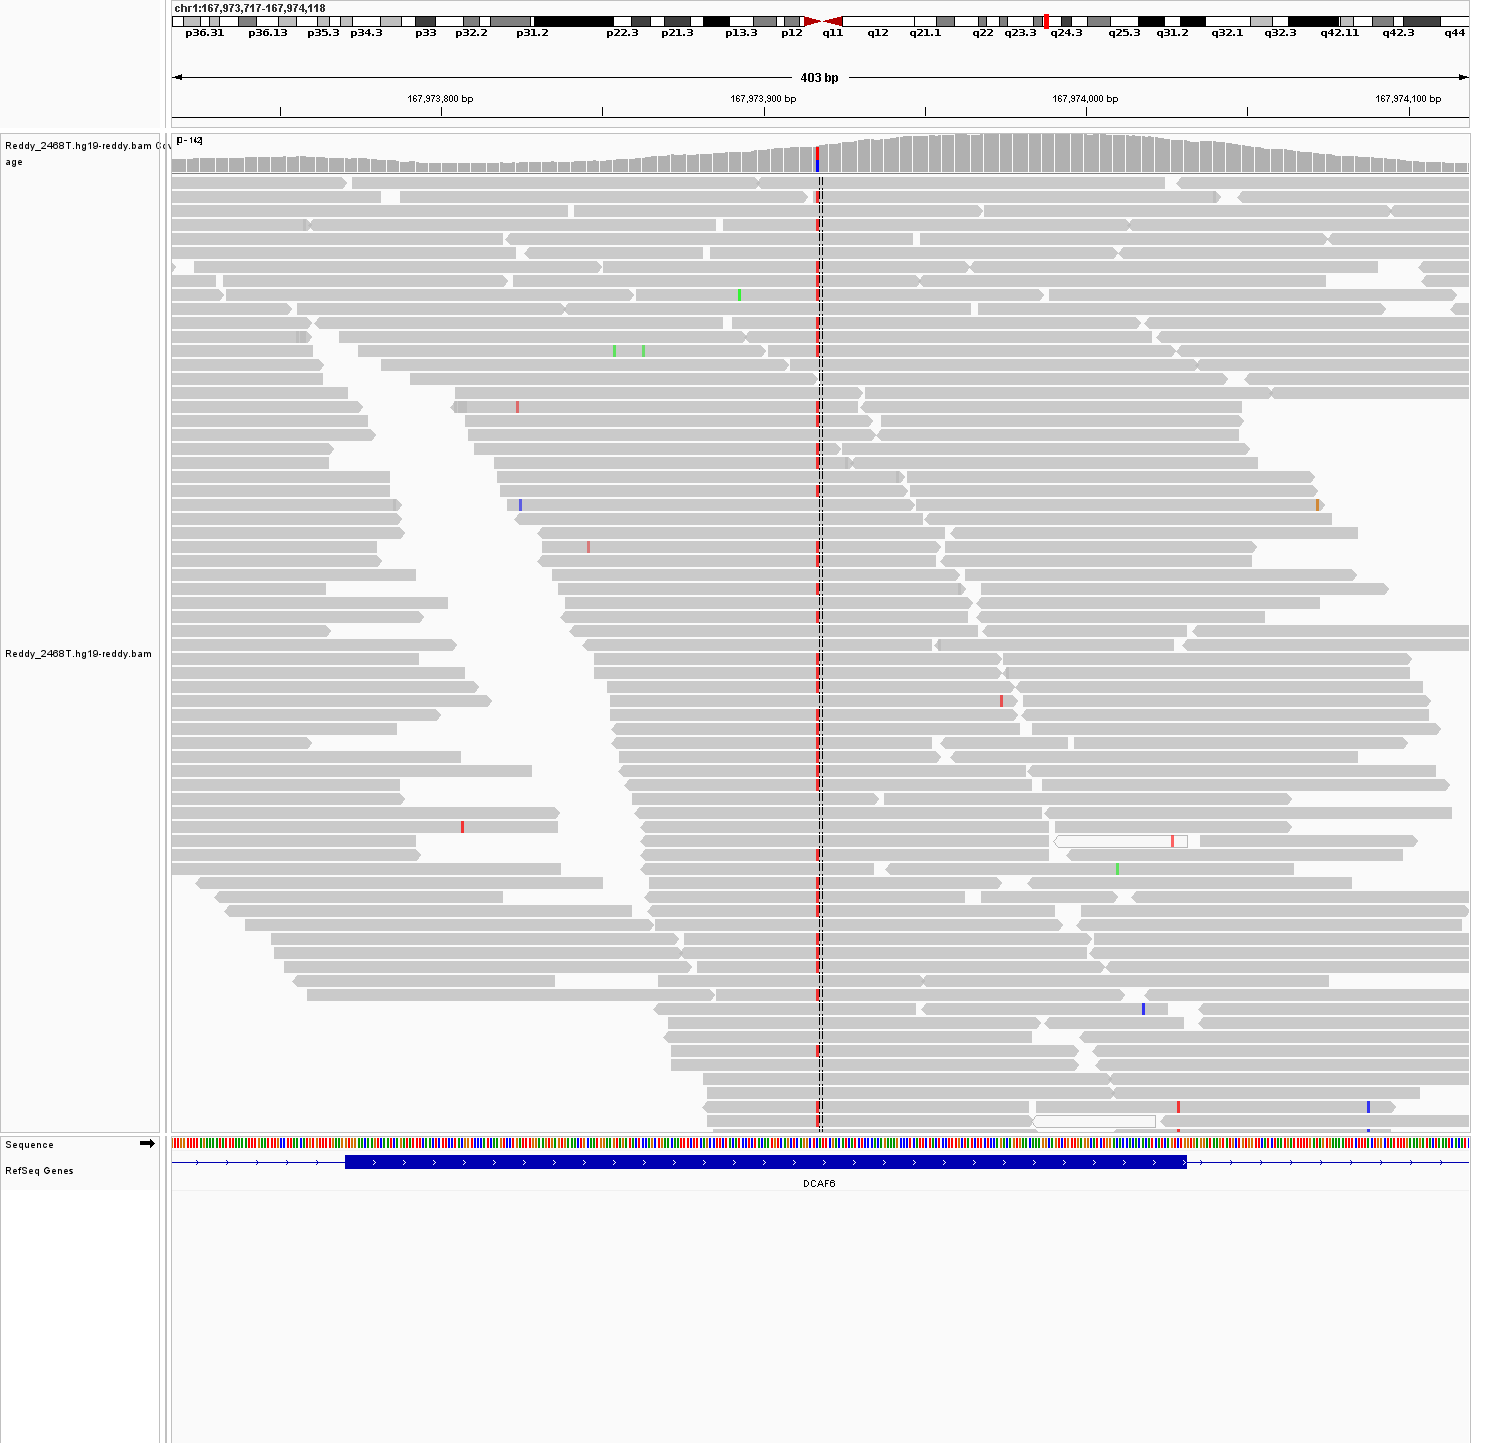 chr1:167,973,717-167,974,118
p36.31 p36.13 p35.3 p34.3 p33 p32.2 p31.2 p22.3 p21.3 p13.3 p12 q11 q12 q21.1 q22 q23.3 q24.3 q25.3 q31.2 q32.1 q32.3 q42.11 q42.3 q44
403 bp
167,973,800 bp 167,973,900 bp 167,974,000 bp 167,974,100 bp
[0 - 142]
Reddy_2468T.hg19-reddy.bam Cov
age
Reddy_2468T.hg19-reddy.bam
Sequence
RefSeq Genes
DCAF6